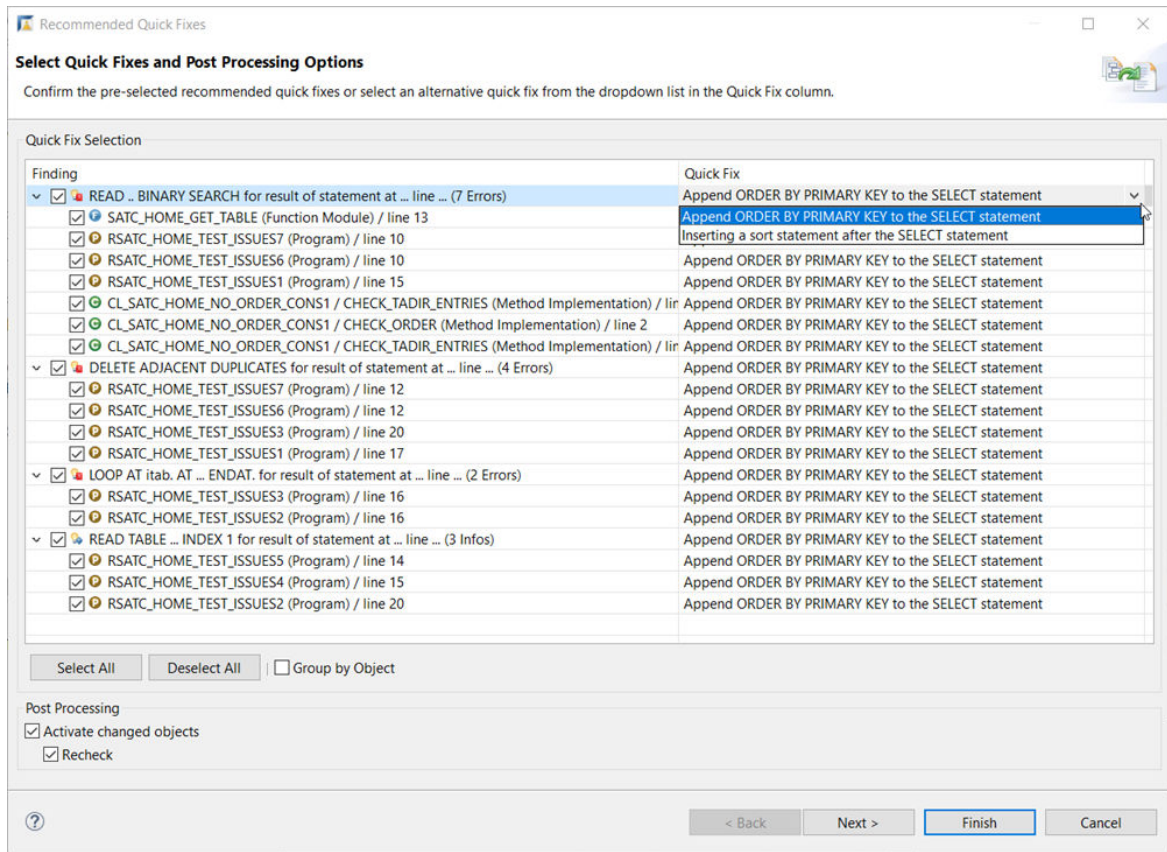 Recommended Quick Fixes
Select Quick Fixes and Post Processing Options
Confirm the pre-selected recommended quick fixes or select an alternative quick fix from the dropdown list in the Quick Fix column.
Quick Fix Selection
Finding Quick Fix
READ .. BINARY SEARCH for result of statement at ... line ... (7 Errors) Append ORDER BY PRIMARY KEY to the SELECT statement
SATC_HOME_GET_TABLE (Function Module) / line 13 Append ORDER BY PRIMARY KEY to the SELECT statement
RSATC_HOME_TEST_ISSUES7 (Program) / line 10 Inserting a sort statement after the SELECT statement
RSATC_HOME_TEST_ISSUES6 (Program) / line 10 Append ORDER BY PRIMARY KEY to the SELECT statement
RSATC_HOME_TEST_ISSUES1 (Program) / line 15 Append ORDER BY PRIMARY KEY to the SELECT statement
CL_SATC_HOME_NO_ORDER_CONS1 / CHECK_TADIR_ENTRIES (Method Implementation) / lin Append ORDER BY PRIMARY KEY to the SELECT statement
CL_SATC_HOME_NO_ORDER_CONS1 / CHECK_ORDER (Method Implementation) / line 2 Append ORDER BY PRIMARY KEY to the SELECT statement
CL_SATC_HOME_NO_ORDER_CONS1 / CHECK_TADIR_ENTRIES (Method Implementation) / lin Append ORDER BY PRIMARY KEY to the SELECT statement
DELETE ADJACENT DUPLICATES for result of statement at ... line ... (4 Errors) Append ORDER BY PRIMARY KEY to the SELECT statement
RSATC_HOME_TEST_ISSUES7 (Program) / line 12 Append ORDER BY PRIMARY KEY to the SELECT statement
RSATC_HOME_TEST_ISSUES6 (Program) / line 12 Append ORDER BY PRIMARY KEY to the SELECT statement
RSATC_HOME_TEST_ISSUES3 (Program) / line 20 Append ORDER BY PRIMARY KEY to the SELECT statement
RSATC_HOME_TEST_ISSUES1 (Program) / line 17 Append ORDER BY PRIMARY KEY to the SELECT statement
LOOP AT itab. AT ... ENDAT. for result of statement at ... line ... (2 Errors) Append ORDER BY PRIMARY KEY to the SELECT statement
RSATC_HOME_TEST_ISSUES3 (Program) / line 16 Append ORDER BY PRIMARY KEY to the SELECT statement
RSATC_HOME_TEST_ISSUES2 (Program) / line 16 Append ORDER BY PRIMARY KEY to the SELECT statement
READ TABLE ... INDEX 1 for result of statement at ... line ... (3 Infos) Append ORDER BY PRIMARY KEY to the SELECT statement
RSATC_HOME_TEST_ISSUES5 (Program) / line 14 Append ORDER BY PRIMARY KEY to the SELECT statement
RSATC_HOME_TEST_ISSUES4 (Program) / line 15 Append ORDER BY PRIMARY KEY to the SELECT statement
RSATC_HOME_TEST_ISSUES2 (Program) / line 20 Append ORDER BY PRIMARY KEY to the SELECT statement
Select All Deselect All Group by Object
Post Processing
Activate changed objects
Recheck
< Back Next > Finish Cancel